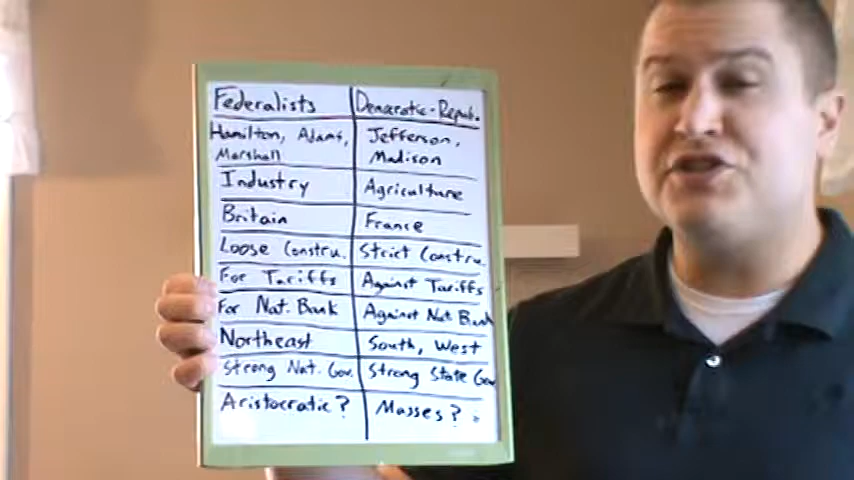 Federalists Democratic-Repub.
Hamilton, Adams, Jefferson,
Marshall Madison
Industry Agriculture
Britain France
Loose Constru. Strict Constru.
For Tariffs Against Tariffs
For Nat. Bank Against Nat. Bank
Northeast South, West
Strong Nat. Gov. Strong State Gov
Aristocratic? Masses?